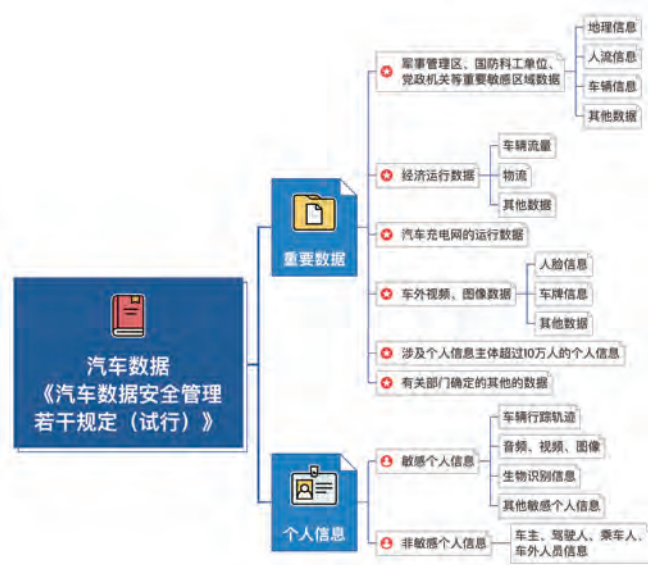 汽车数据
《汽车数据安全管理
若干规定（试行）》
重要数据
军事管理区、国防科工单位、
党政机关等重要敏感区域数据
地理信息
人流信息
车辆信息
其他数据
经济运行数据
车辆流量
物流
其他数据
汽车充电网的运行数据
车外视频、图像数据
人脸信息
车牌信息
其他数据
涉及个人信息主体超过10万人的个人信息
有关部门确定的其他的数据
个人信息
敏感个人信息
车辆行踪轨迹
音频、视频、图像
生物识别信息
其他敏感个人信息
非敏感个人信息
车主、驾驶人、乘车人、
车外人员信息